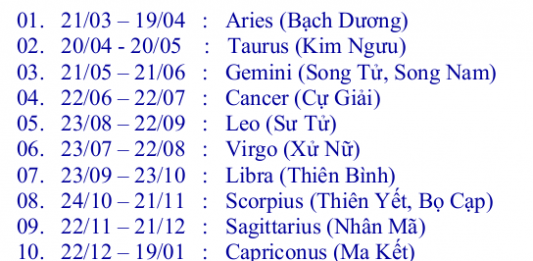 01. 21/03 – 19/04 : Aries (Bạch Dương)
02. 20/04 - 20/05 : Taurus (Kim Ngưu)
03. 21/05 – 21/06 : Gemini (Song Tử, Song Nam)
04. 22/06 – 22/07 : Cancer (Cự Giải)
05. 23/08 – 22/09 : Leo (Sư Tử)
06. 23/07 – 22/08 : Virgo (Xử Nữ)
07. 23/09 – 23/10 : Libra (Thiên Bình)
08. 24/10 – 21/11 : Scorpius (Thiên Yết, Bọ Cạp)
09. 22/11 – 21/12 : Sagittarius (Nhân Mã)
10. 22/12 – 19/01 : Capriconus (Ma Kết)